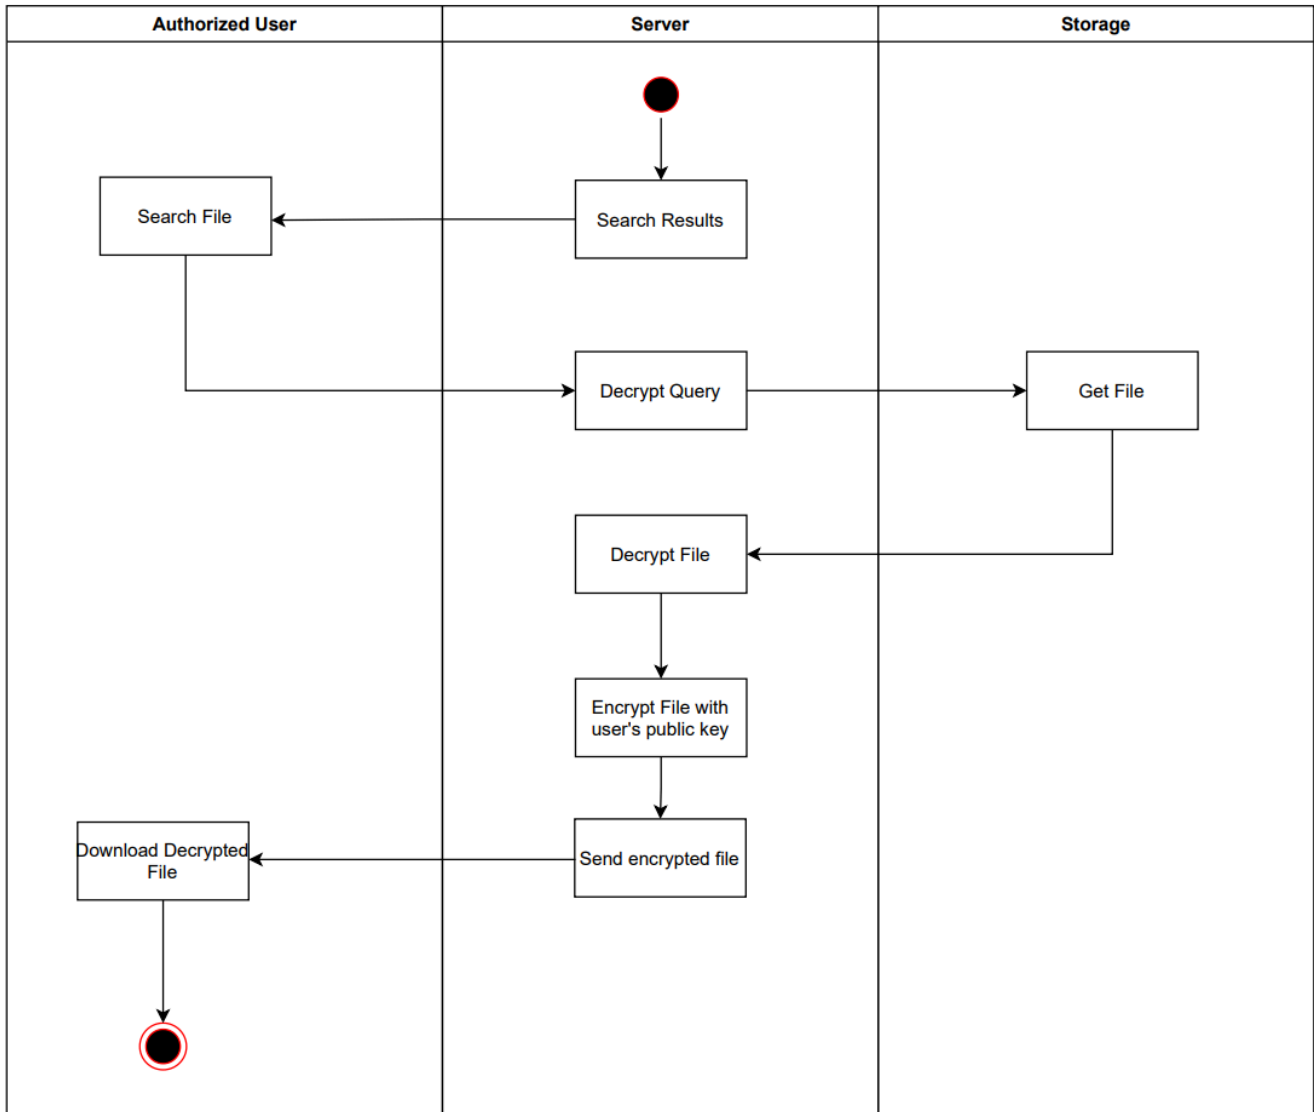 Authorized User
Server
Storage
Search File
Search Results
Decrypt Query
Get File
Decrypt File
Encrypt File with
user's public key
Download Decrypted
File
Send encrypted file